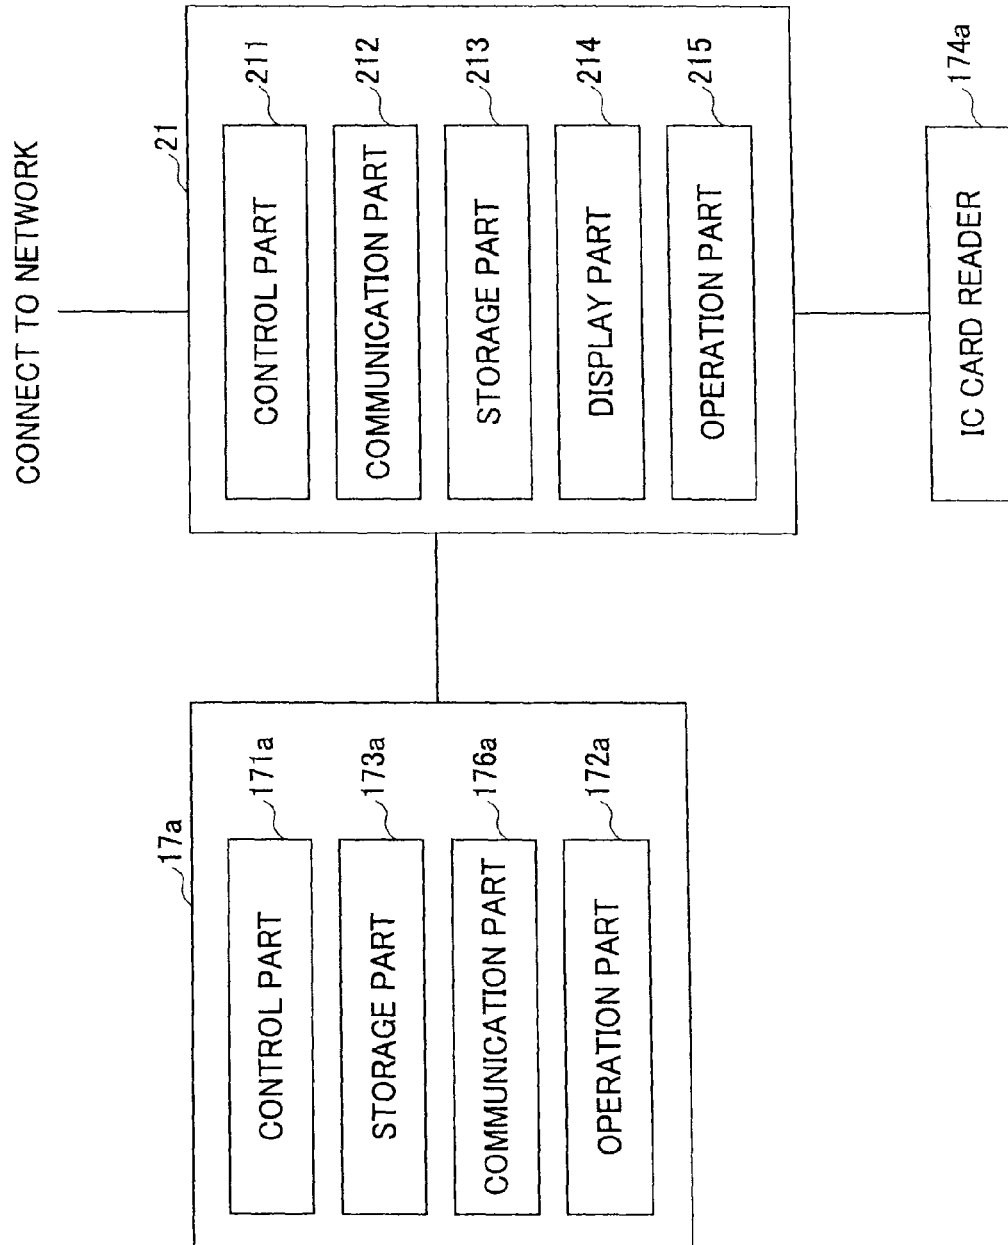 17a
CONTROL PART
171a
STORAGE PART
173a
COMMUNICATION PART
176a
OPERATION PART
172a
CONNECT TO NETWORK
21
CONTROL PART
211
COMMUNICATION PART
212
STORAGE PART
213
DISPLAY PART
214
OPERATION PART
215
IC CARD READER
174a